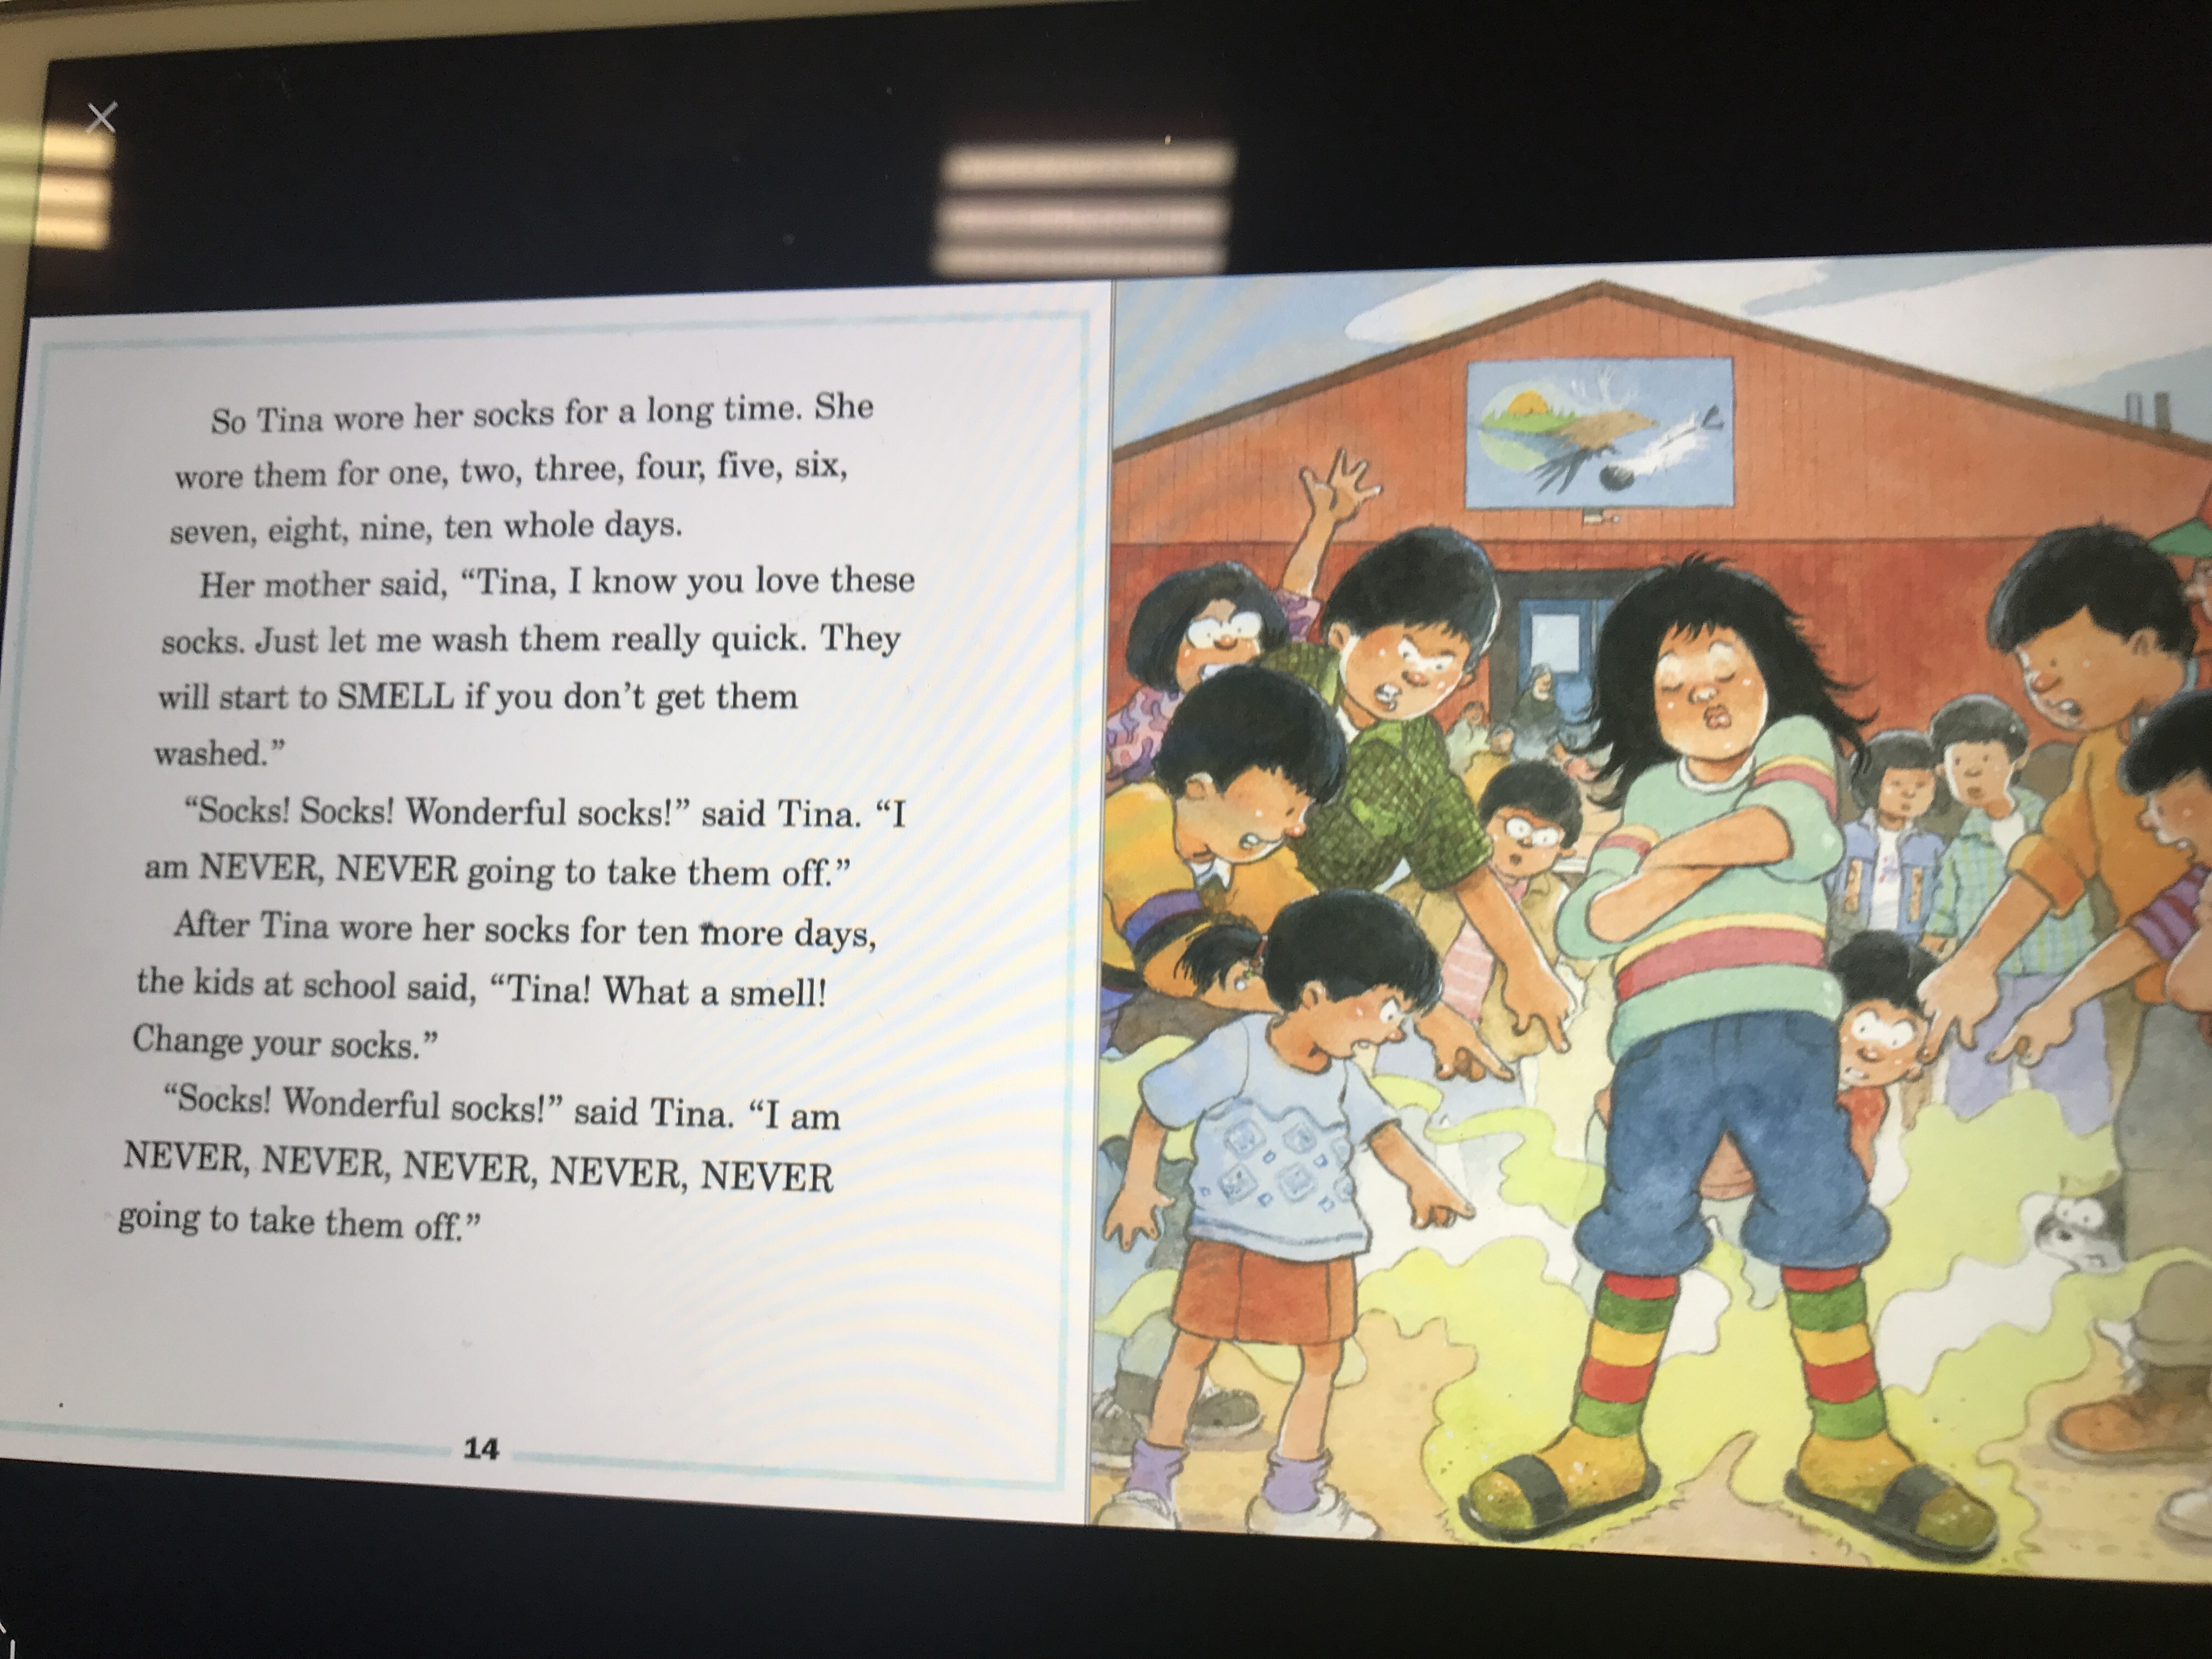 So Tina wore her socks for a long time. She
wore them for one, two, three, four, five, six,
seven, eight, nine, ten whole days.
Her mother said, “Tina, I know you love these
socks. Just let me wash them really quick. They
will start to SMELL if you don’t get them
washed.”
“Socks! Socks! Wonderful socks!” said Tina. “I
am NEVER, NEVER going to take them off.”
After Tina wore her socks for ten more days,
the kids at school said, “Tina! What a smell!
Change your socks.”
“Socks! Wonderful socks!” said Tina. “I am
NEVER, NEVER, NEVER, NEVER, NEVER, NEVER
going to take them off.”
14